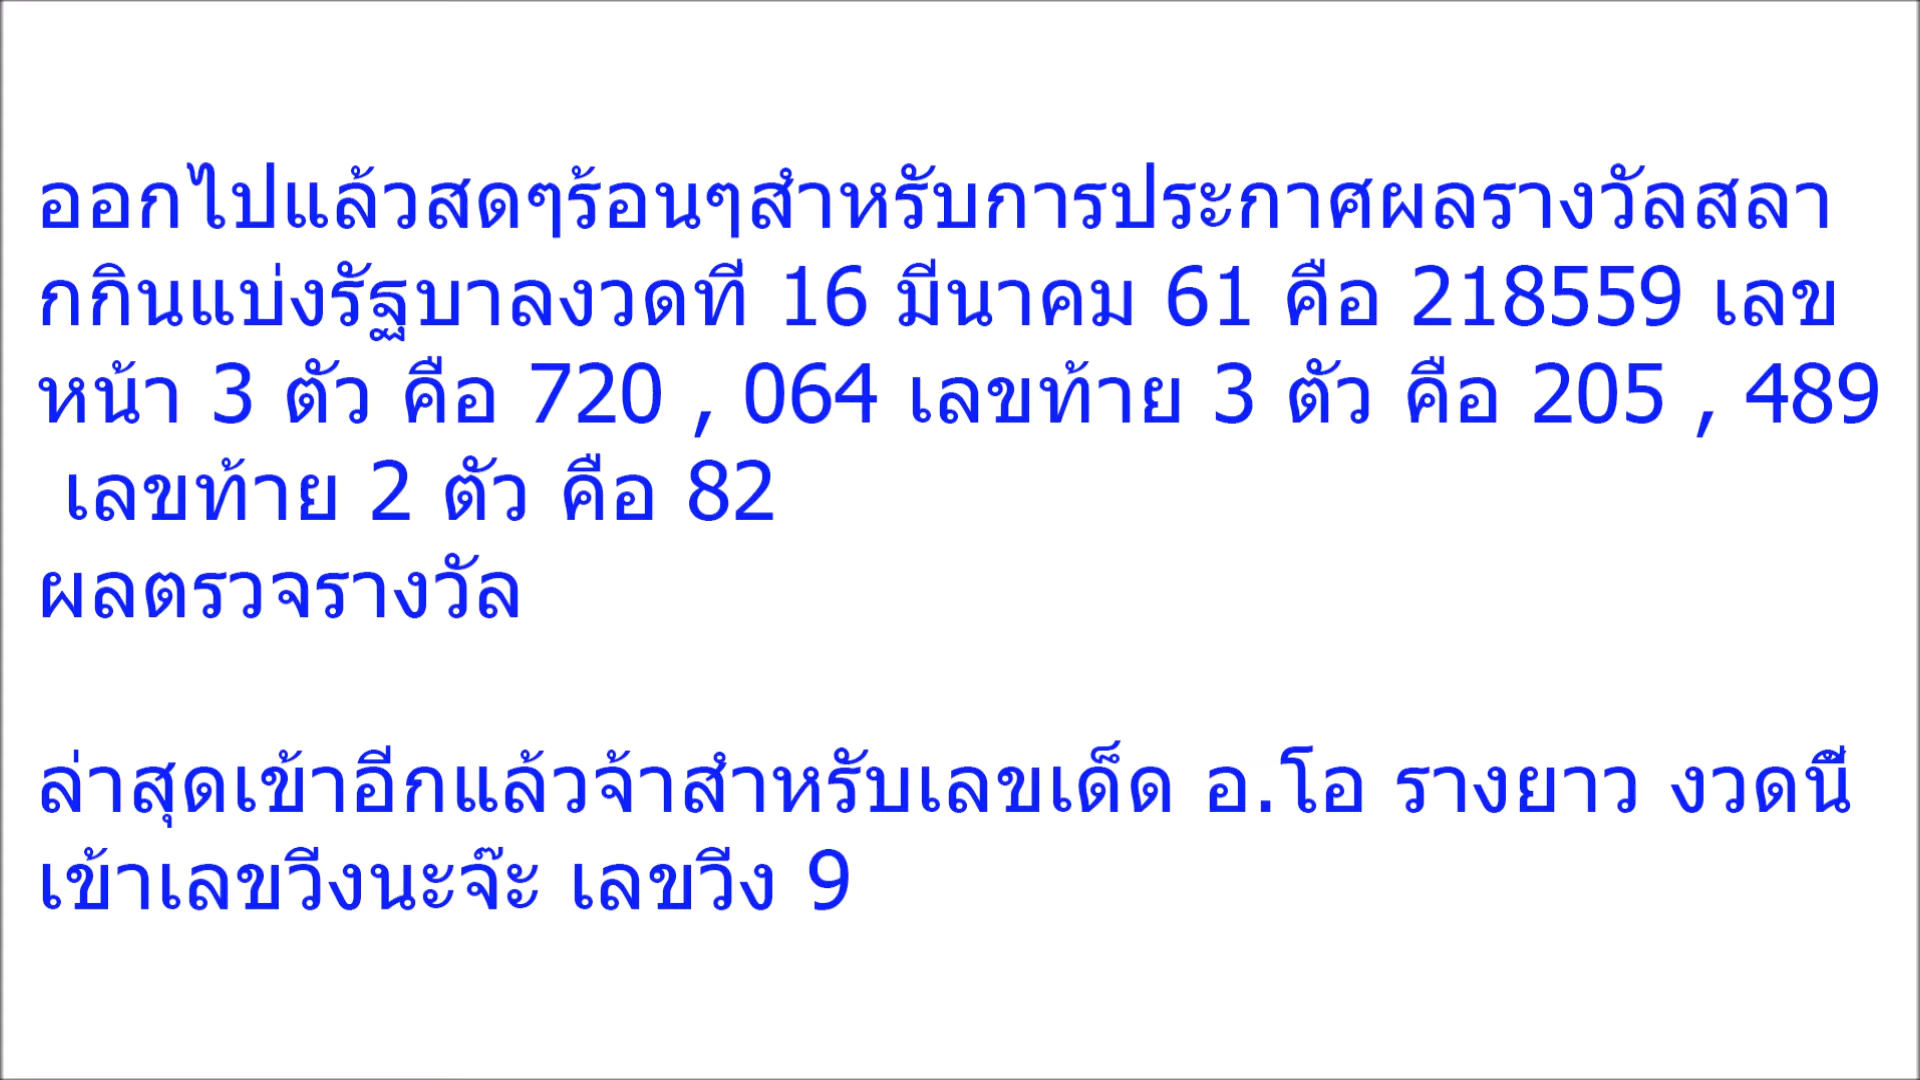 ออกไปแล้วสดๆร้อนๆสำหรับการประกาศผลรางวัลสลา
กกินแบ่งรัฐบาลงวดที่ 16 มีนาคม 61 คือ 218559 เลข
หน้า 3 ตัว คือ 720 , 064 เลขท้าย 3 ตัว คือ 205 , 489
เลขท้าย 2 ตัว คือ 82
ผลตรวจรางวัล
ล่าสุดเข้าอีกแล้วจ้าสำหรับเลขเด็ด อ.โอ รางยาว งวดนี้
เข้าเลขวิ่งนะจ๊ะ เลขวิ่ง 9